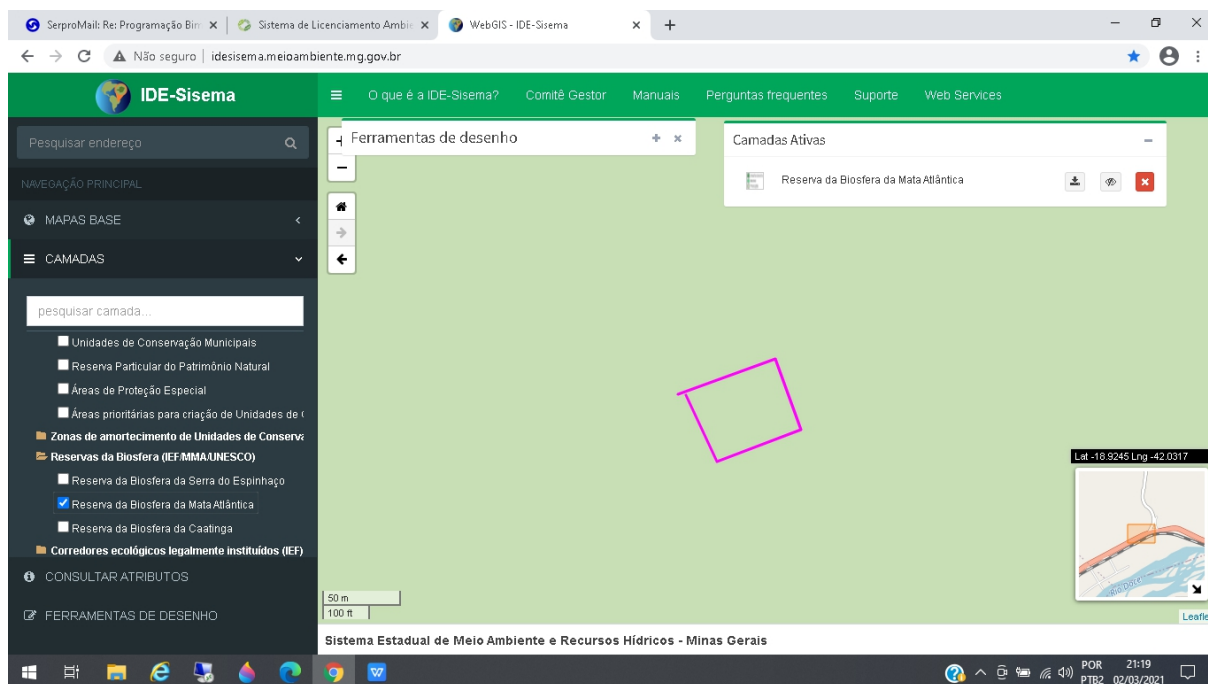 SerproMail: Re: Programação Bim
Sistema de Licenciamento Ambie
WebGIS - IDE-Sisema
Não seguro | idesisema.meioambiente.mg.gov.br
IDE-Sisema
O que é a IDE-Sisema? Comitê Gestor Manuais Perguntas frequentes Suporte Web Services
Pesquisar endereço
NAVEGAÇÃO PRINCIPAL
MAPAS BASE
CAMADAS
pesquisar camada...
Unidades de Conservação Municipais
Reserva Particular do Patrimônio Natural
Áreas de Proteção Especial
Áreas prioritárias para criação de Unidades de
Zonas de amortecimento de Unidades de Conserva
Reservas da Biosfera (IEF/MMA/UNESCO)
Reserva da Biosfera da Serra do Espinhaço
Reserva da Biosfera da Mata Atlântica
Reserva da Biosfera da Caatinga
Corredores ecológicos legalmente instituídos (IEF)
CONSULTAR ATRIBUTOS
FERRAMENTAS DE DESENHO
Ferramentas de desenho
Camadas Ativas
Reserva da Biosfera da Mata Atlântica
Lat -18.9245 Lng -42.0317
Rio Doce
50 m
100 ft
Leafle
Sistema Estadual de Meio Ambiente e Recursos Hídricos - Minas Gerais
POR 21:19
PTB2 02/03/2021